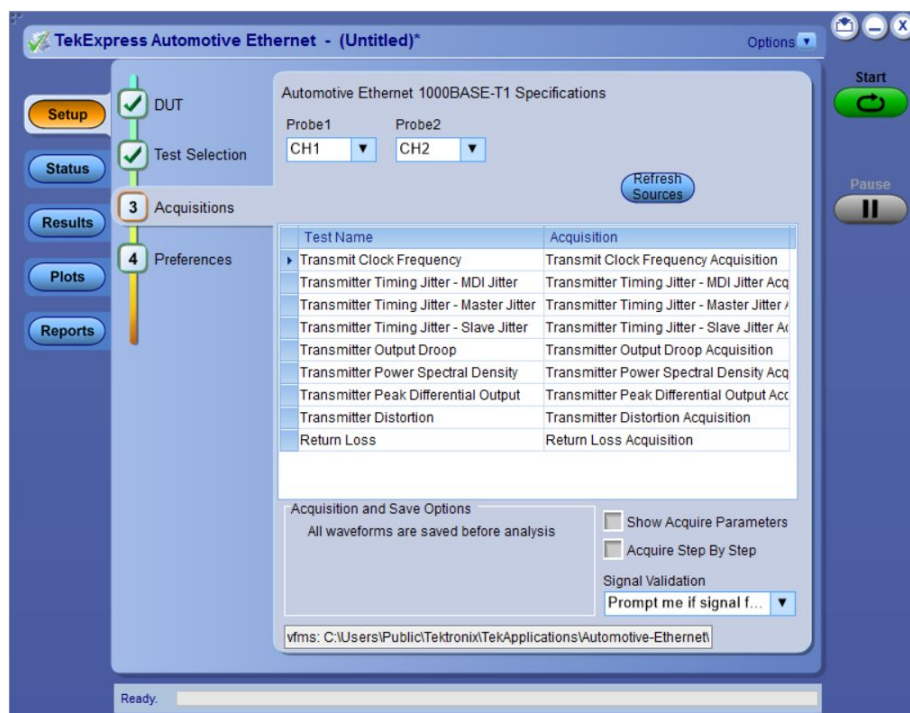 TekExpress Automotive Ethernet - (Untitled)*
Options
X
Start
Pause
Setup
Status
Results
Plots
Reports
DUT
Test Selection
3 Acquisitions
4 Preferences
Automotive Ethernet 1000BASE-T1 Specifications
Probe1 Probe2
CH1 CH2
Refresh
Sources
Test Name Acquisition
Transmit Clock Frequency Transmit Clock Frequency Acquisition
Transmitter Timing Jitter - MDI Jitter Transmitter Timing Jitter - MDI Jitter Acq
Transmitter Timing Jitter - Master Jitter Transmitter Timing Jitter - Master Jitter
Transmitter Timing Jitter - Slave Jitter Transmitter Timing Jitter - Slave Jitter Ac
Transmitter Output Droop Transmitter Output Droop Acquisition
Transmitter Power Spectral Density Transmitter Power Spectral Density Acq
Transmitter Peak Differential Output Transmitter Peak Differential Output Acc
Transmitter Distortion Transmitter Distortion Acquisition
Return Loss Return Loss Acquisition
Acquisition and Save Options
All waveforms are saved before analysis
Show Acquire Parameters
Acquire Step By Step
Signal Validation
Prompt me if signal f...
vfms: C:\Users\Public\Tektronix\TekApplications\Automotive-Ethernet\
Ready.